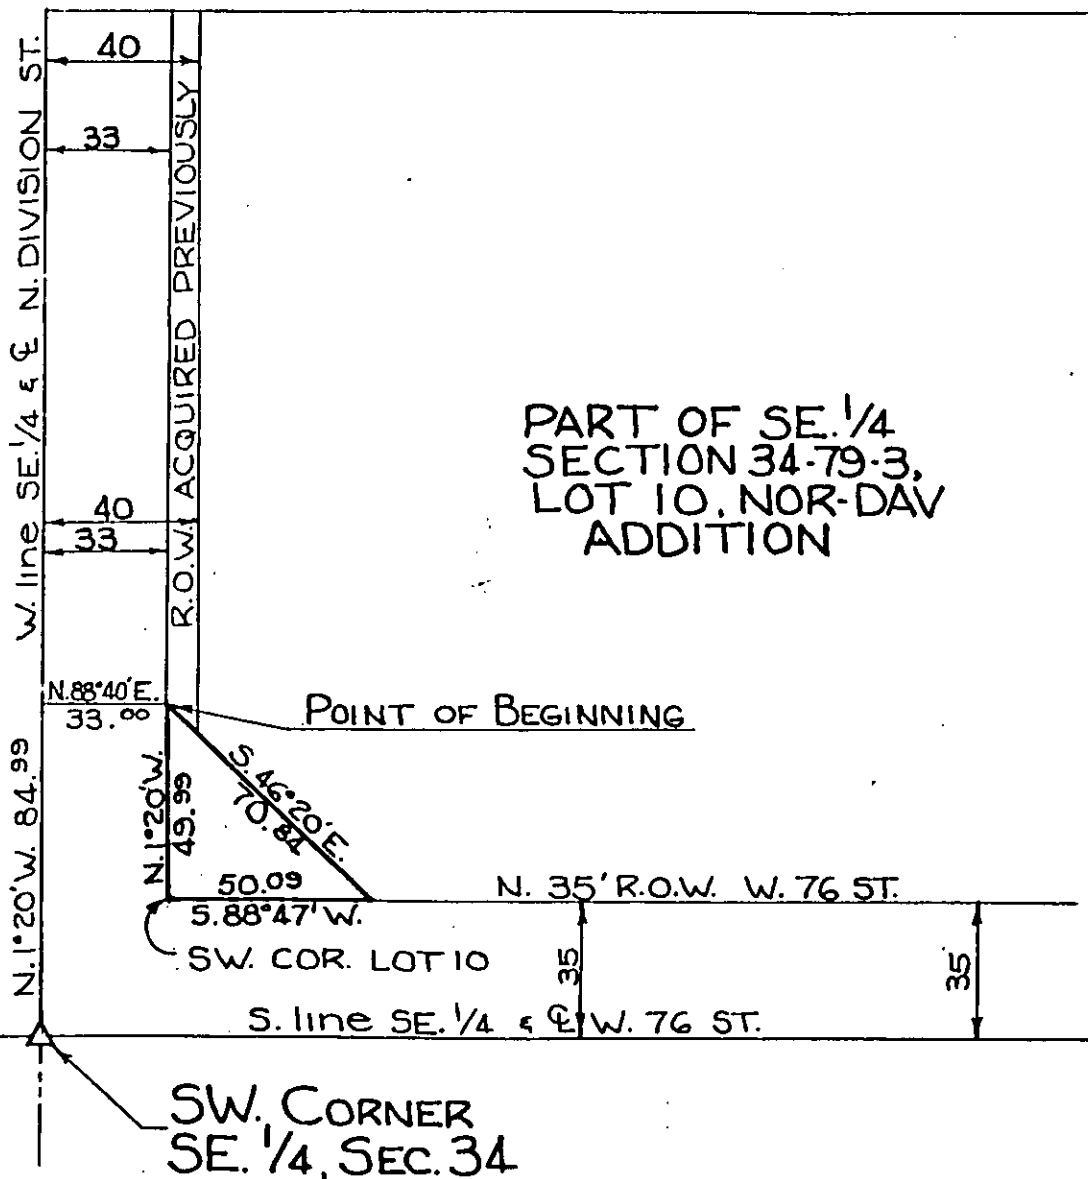 40
33
W. line SE. 1/4 & ℄ N. DIVISION ST.
R.O.W. ACQUIRED PREVIOUSLY
PART OF SE. 1/4
SECTION 34-79-3,
LOT 10, NOR-DAV
ADDITION
40
33
N. 88°40' E.
33.00
POINT OF BEGINNING
N. 1°20' W. 84.99
N. 1°20' W.
49.99
S. 46°20' E.
70.84
50.09
S. 88°47' W.
N. 35' R.O.W. W. 76 ST.
SW. COR. LOT 10
35
35
S. line SE. 1/4 & ℄ W. 76 ST.
SW. CORNER
SE. 1/4, SEC. 34